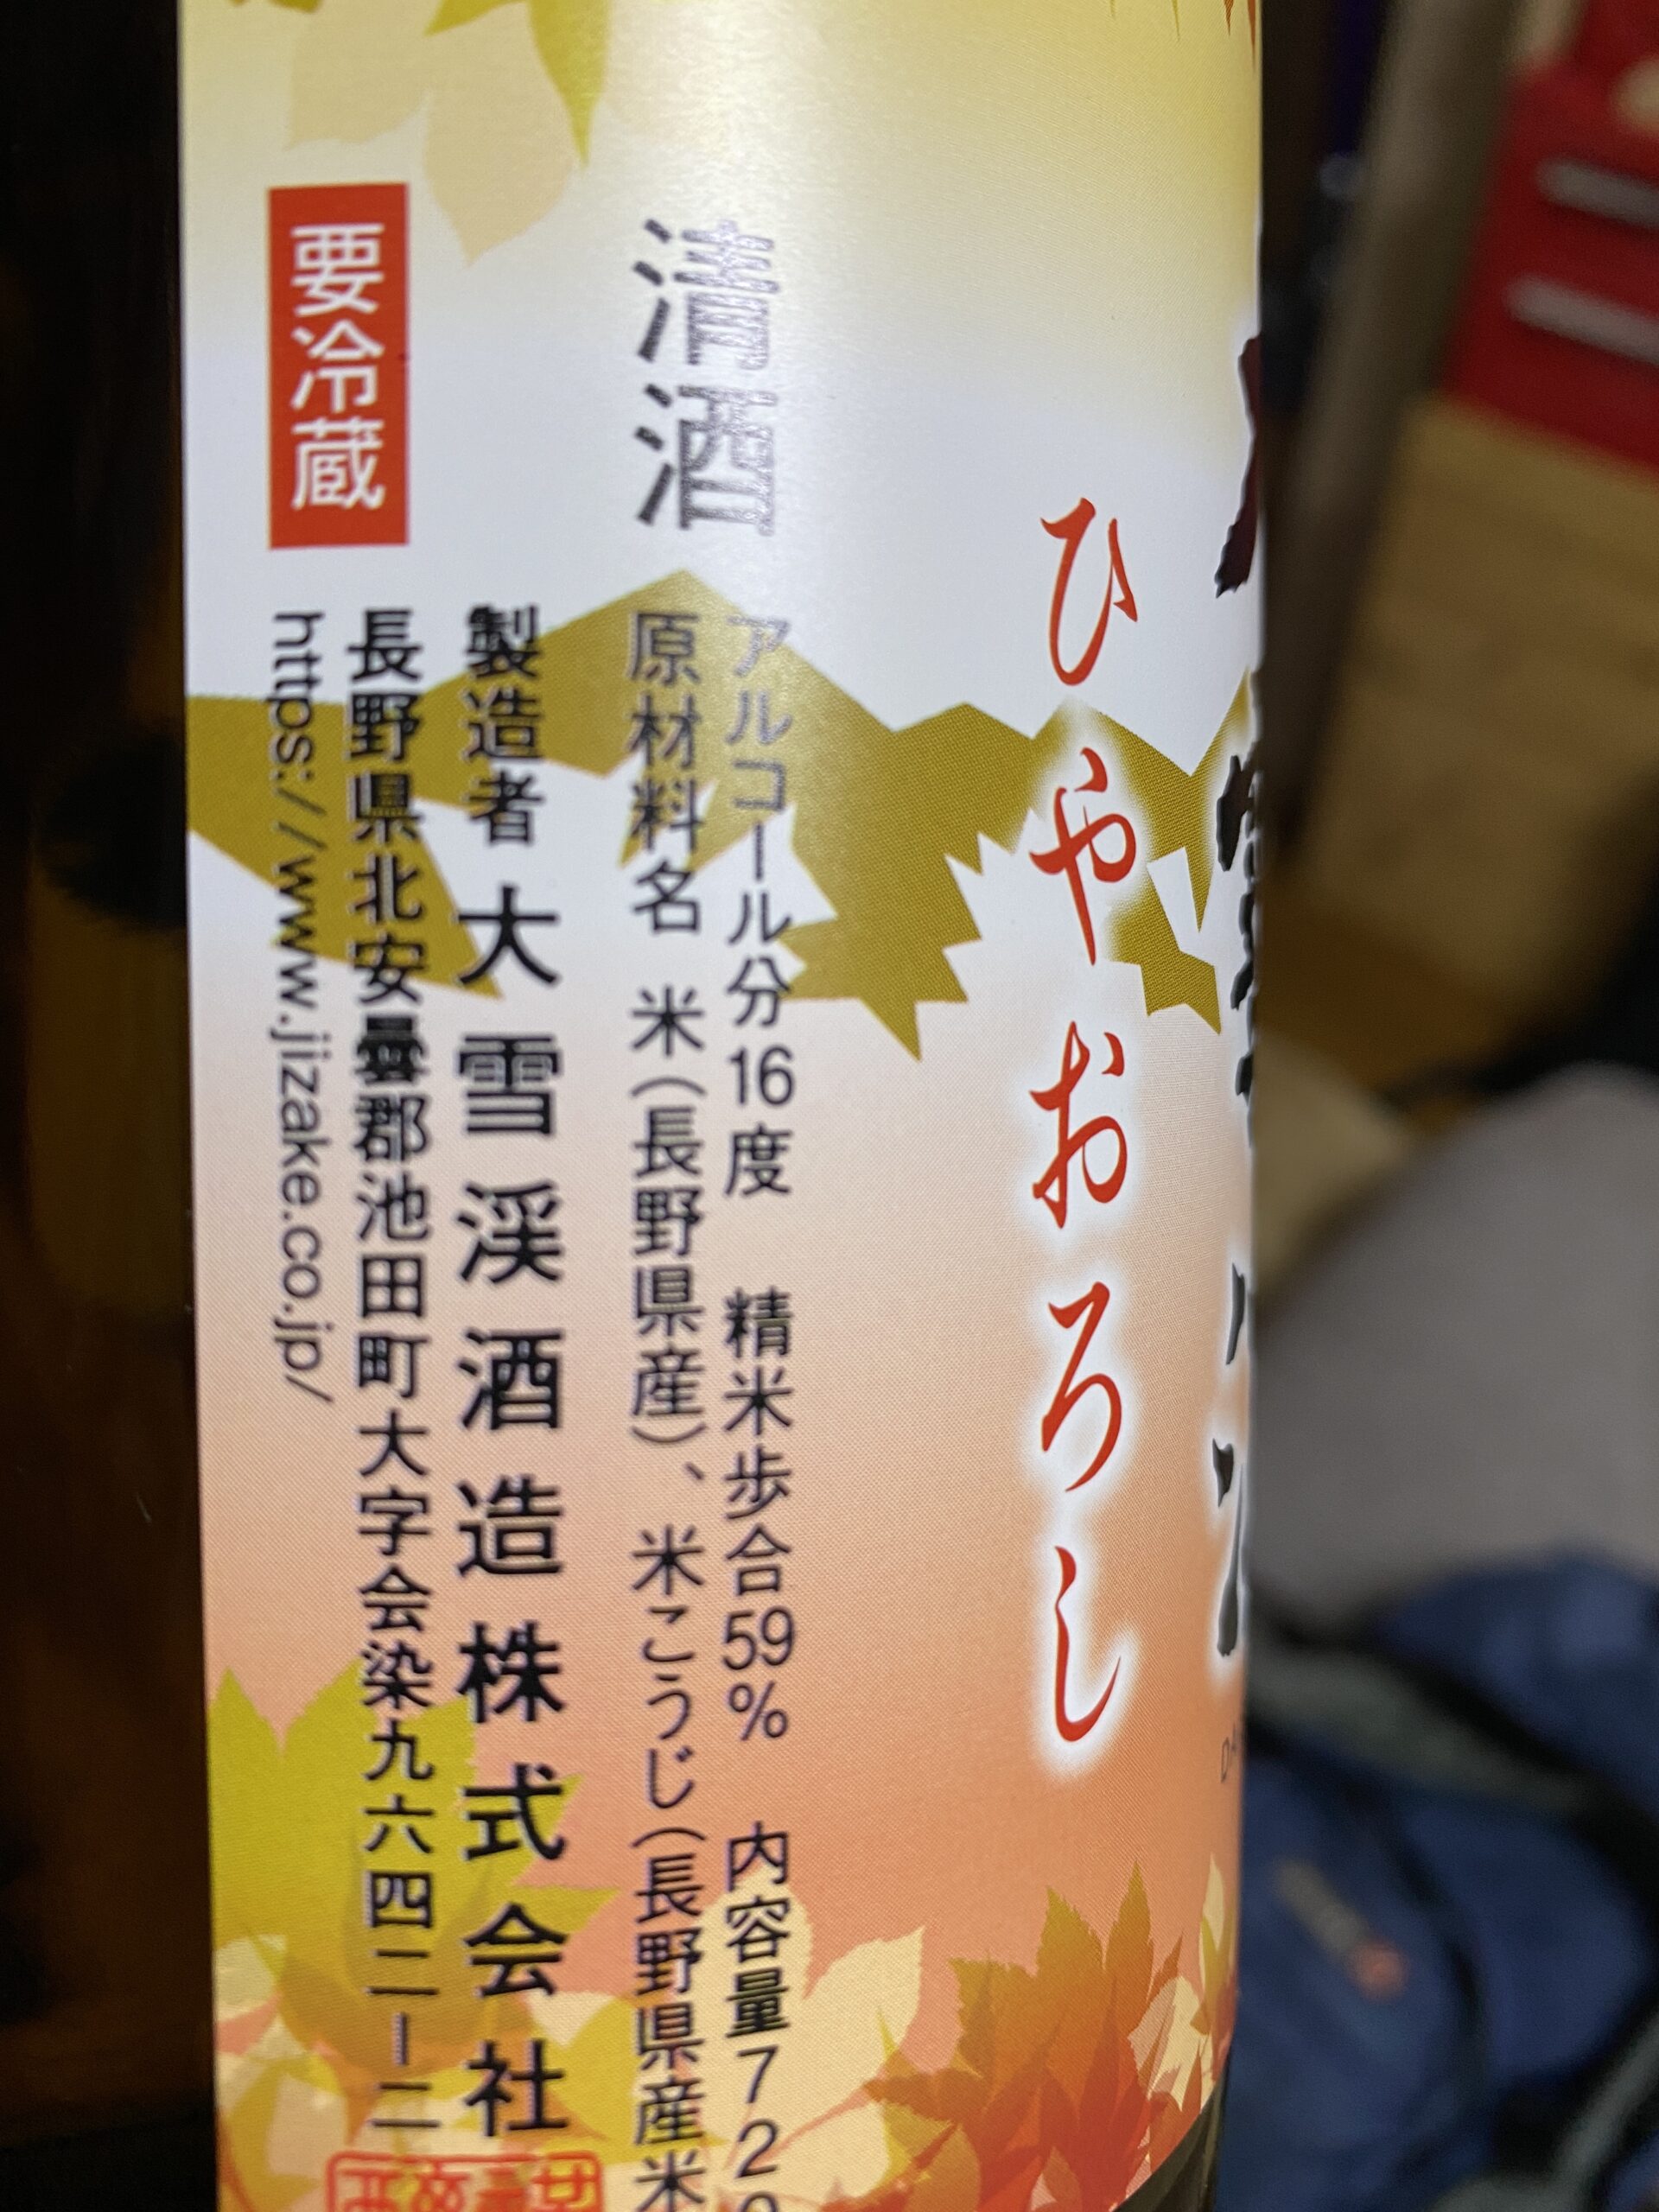 ひやおろし
清酒
アルコール分16度 精米歩合59% 内容量72
原材料名 米(長野県産)、米こうじ(長野県産米
製造者 大雪渓酒造株式会社
長野県北安曇郡池田町大字会染九六四二ー二
要冷蔵
https://www.jizake.co.jp/